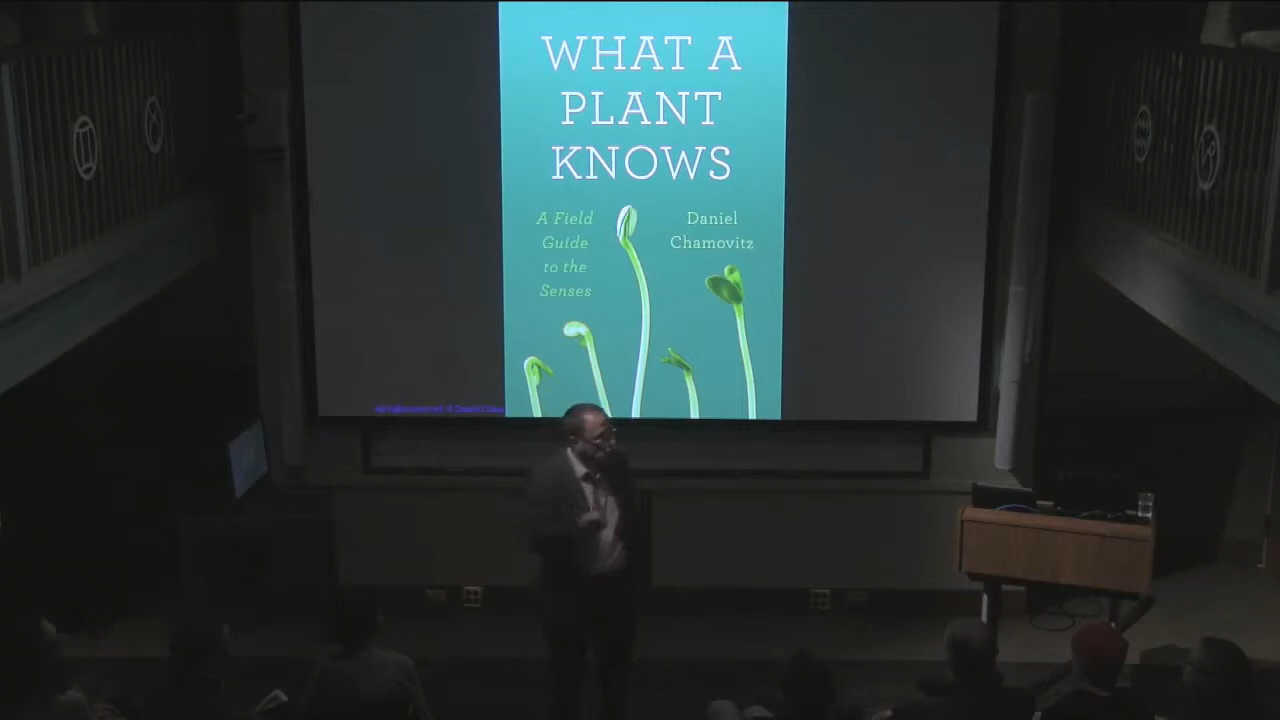 WHAT A
PLANT
KNOWS
A Field
Guide
to the
Senses
Daniel
Chamovitz